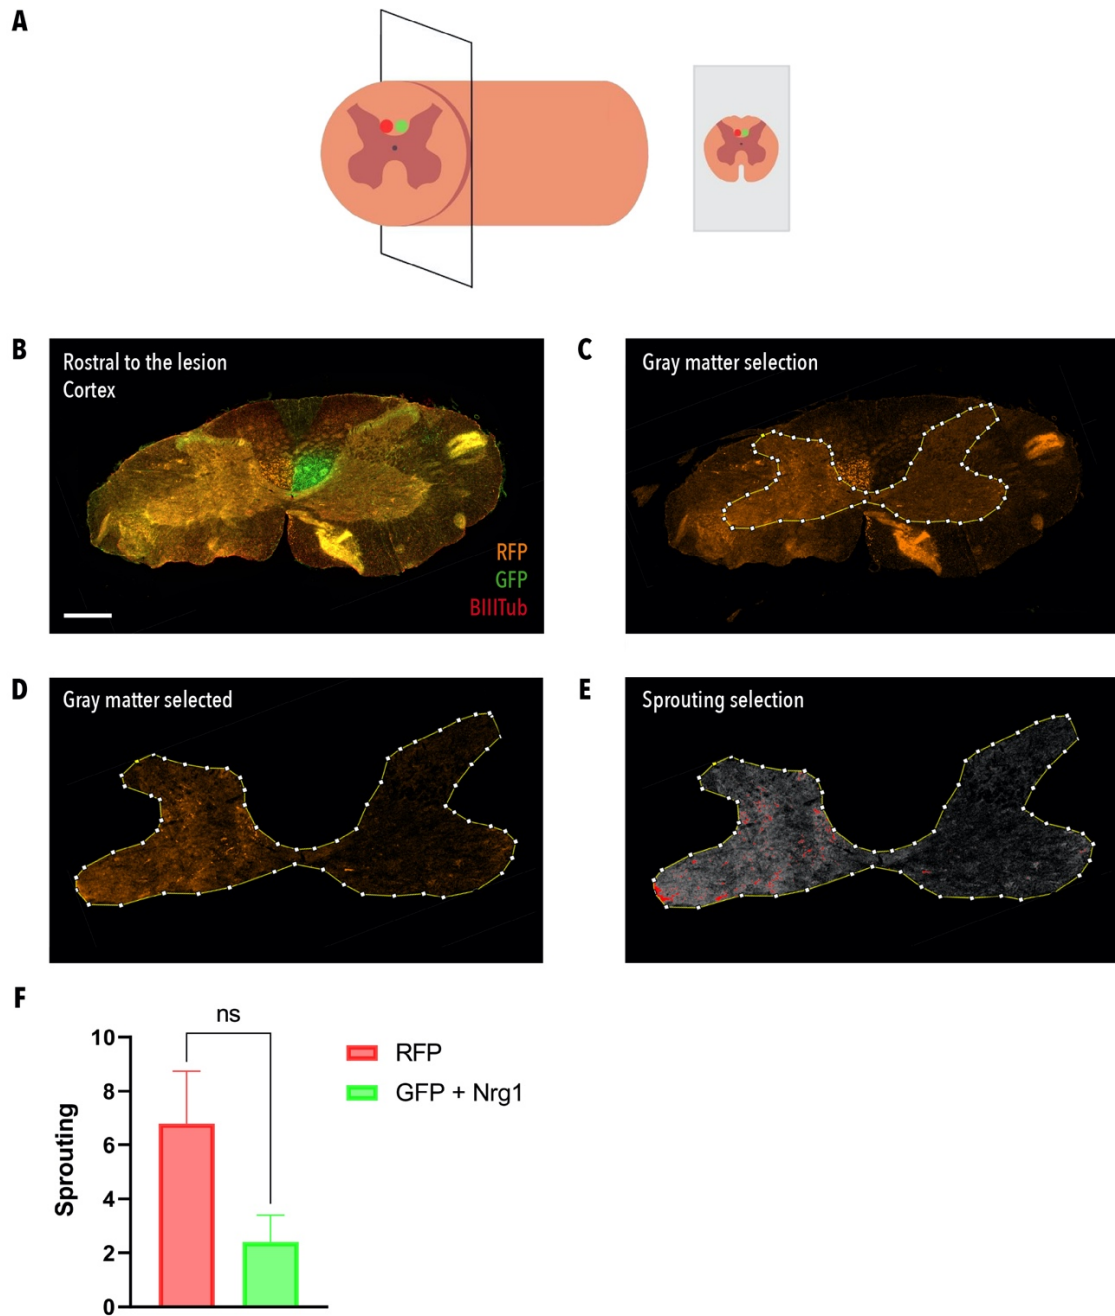 A
B
Rostral to the lesion
Cortex
RFP
GFP
BIIITub
C
Gray matter selection
D
Gray matter selected
E
Sprouting selection
F
ns
10
8
6
4
2
0
Sprouting
RFP
GFP + Nrg1